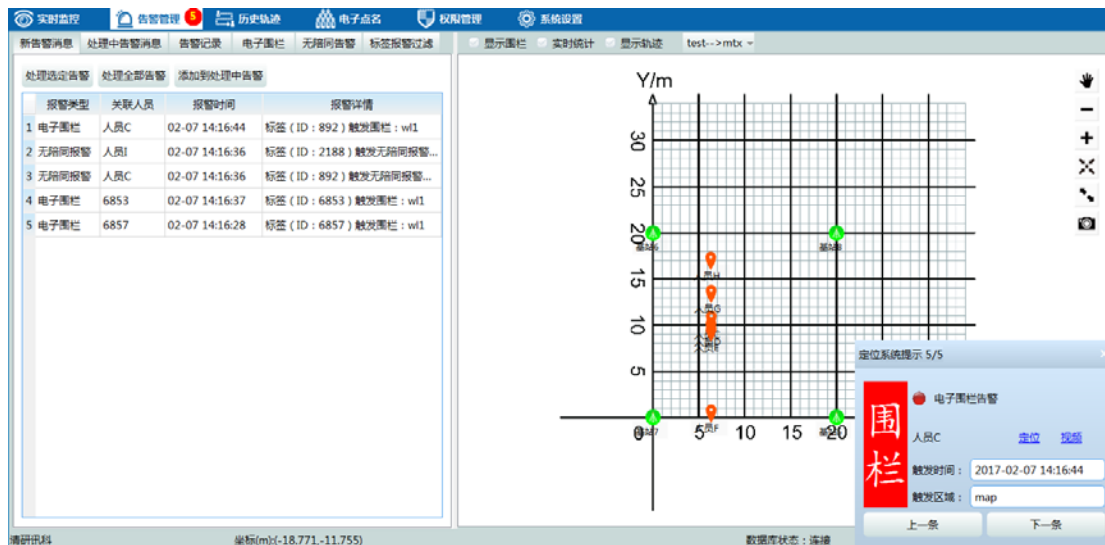 实时监控 告警管理 5 历史轨迹 电子点名 权限管理 系统设置
新告警消息 处理中告警消息 告警记录 电子围栏 无陪同告警 标签报警过滤 显示围栏 实时统计 显示轨迹 test-->mtx
处理选定告警 处理全部告警 添加到处理中告警
报警类型 关联人员 报警时间 报警详情
1 电子围栏 人员C 02-07 14:16:44 标签(ID:892)触发围栏:wl1
2 无陪同报警 人员I 02-07 14:16:36 标签(ID:2188)触发无陪同报警...
3 无陪同报警 人员C 02-07 14:16:36 标签(ID:892)触发无陪同报警...
4 电子围栏 6853 02-07 14:16:37 标签(ID:6853)触发围栏:wl1
5 电子围栏 6857 02-07 14:16:28 标签(ID:6857)触发围栏:wl1
Y/m
30
25
20
人员H
15
人员G
10
5
人员F
0 5 10 15 20
定位系统提示 5/5
围栏
电子围栏告警
人员C 定位 视频
触发时间: 2017-02-07 14:16:44
触发区域: map
上一条 下一条
清研讯科 坐标(m):(-18.771,-11.755) 数据库状态:连接